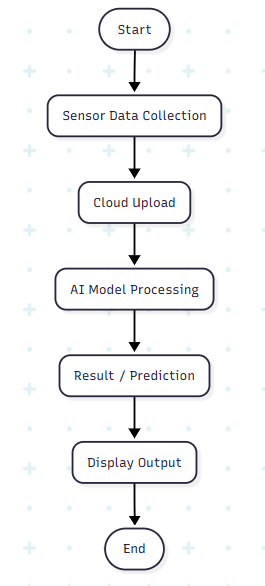 Start
Sensor Data Collection
Cloud Upload
AI Model Processing
Result / Prediction
Display Output
End